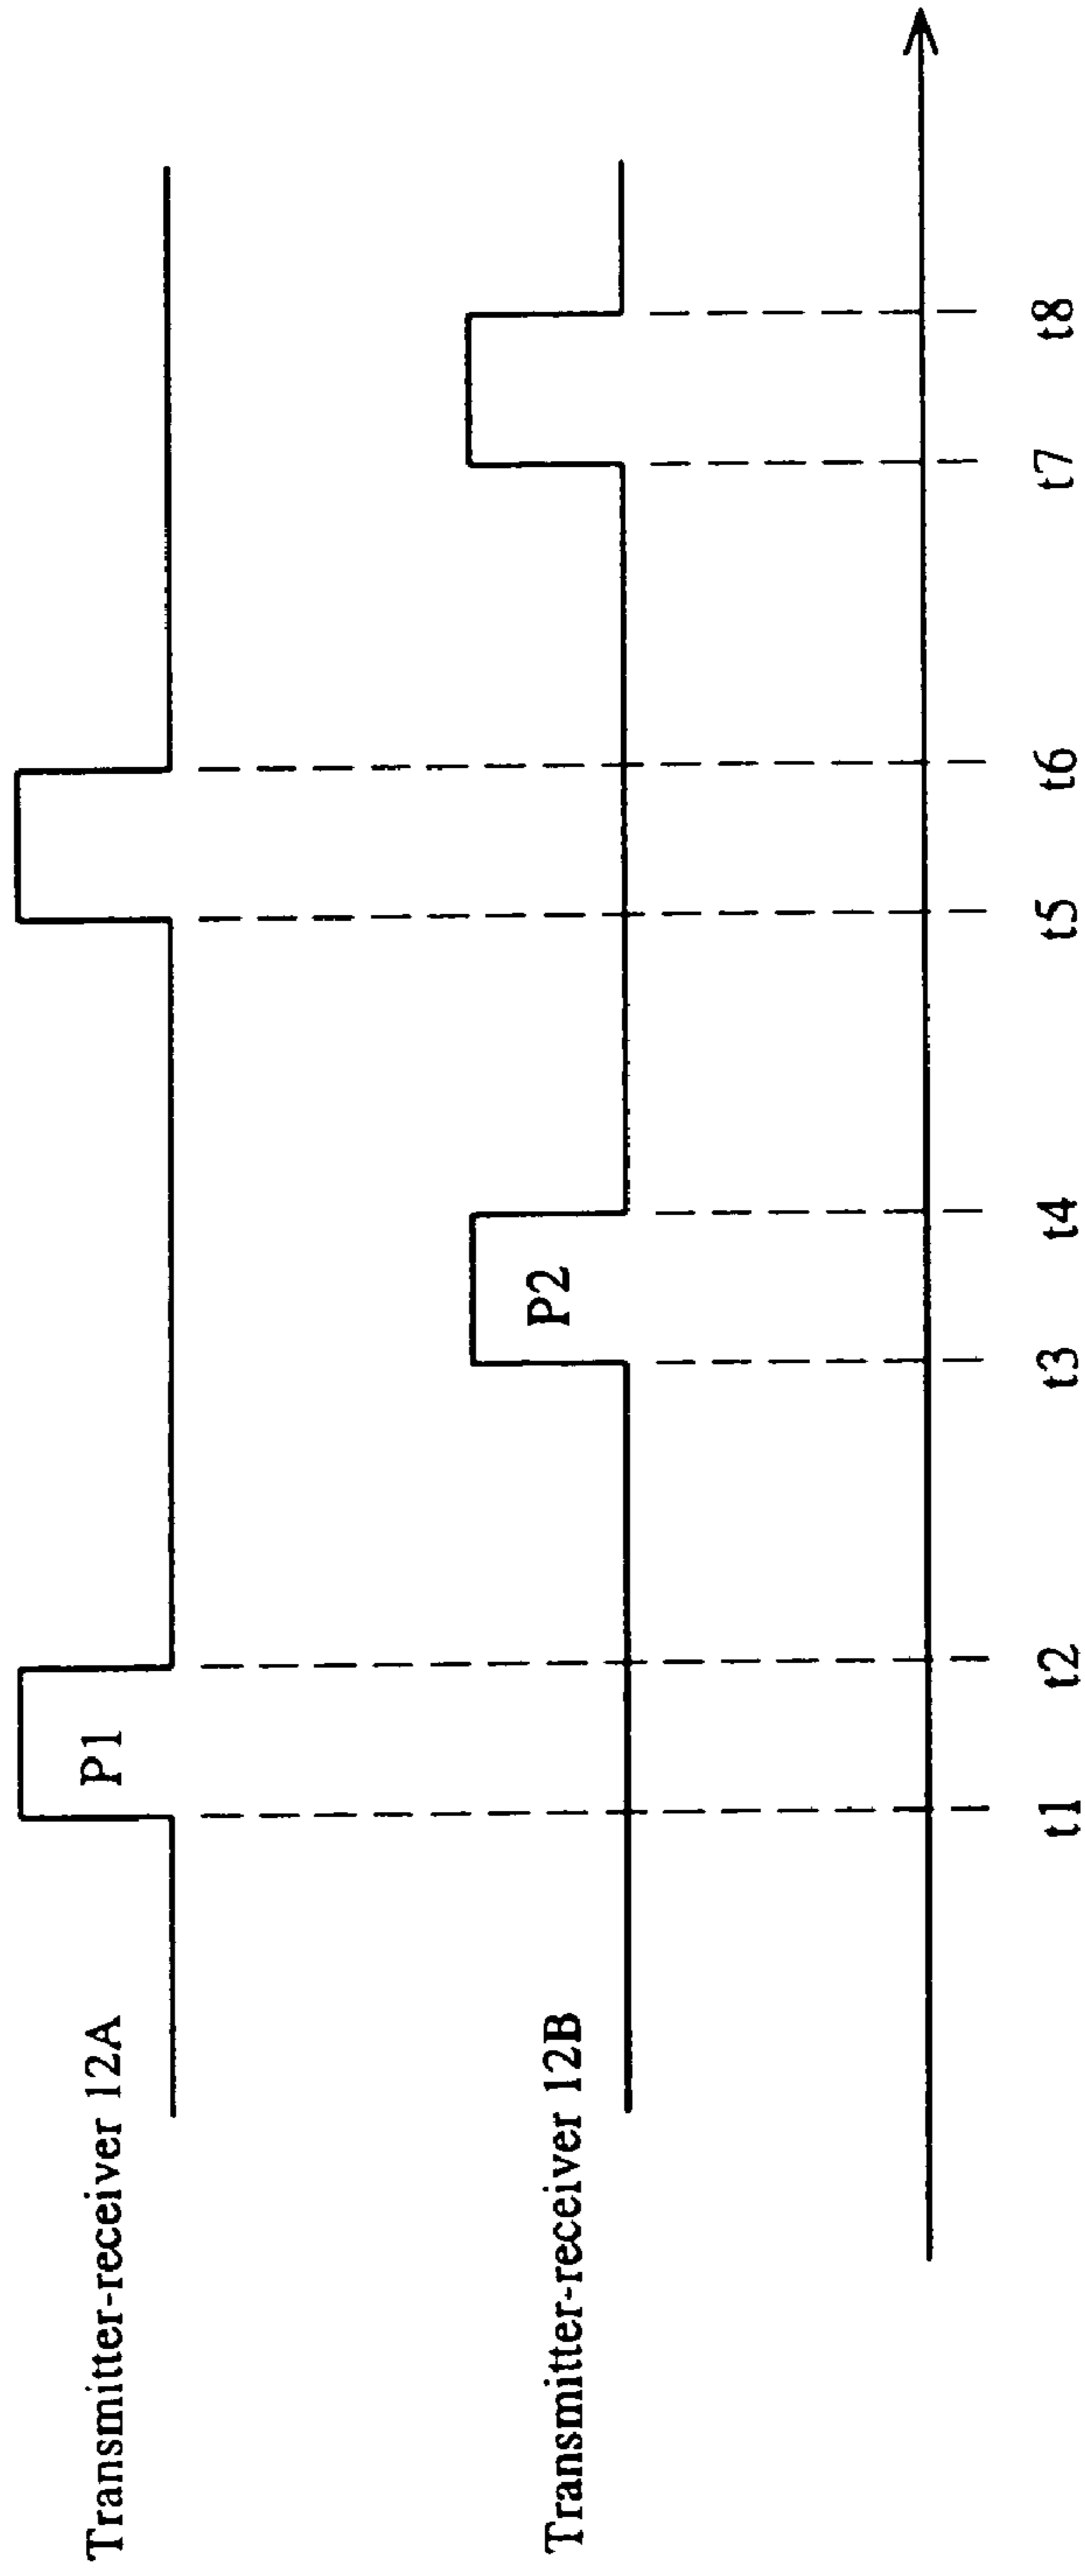 Transmitter-receiver 12A
P1
Transmitter-receiver 12B
P2
t1 t2 t3 t4 t5 t6 t7 t8